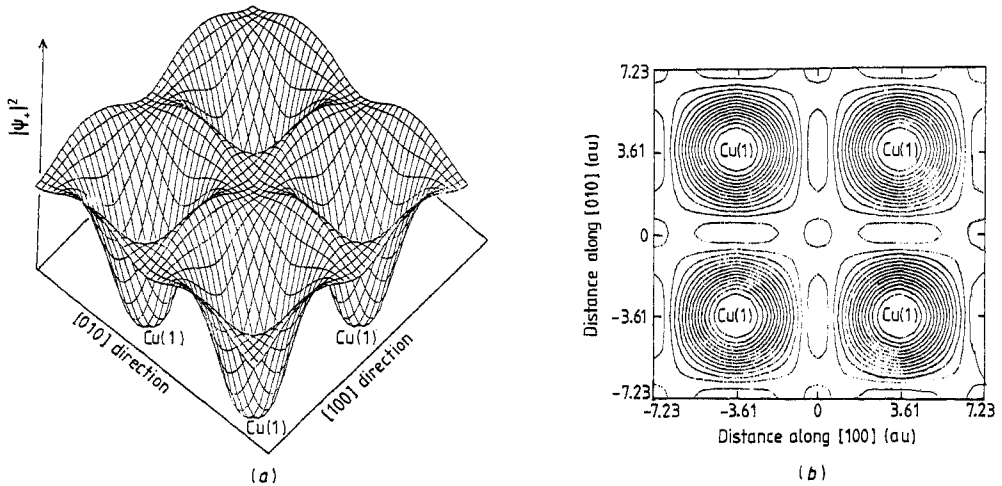 |Ψ₊|²
Cu(1)
Cu(1)
Cu(1)
[010] direction
[100] direction
(a)
Distance along [010] (au)
7.23
3.61
0
-3.61
-7.23
Cu(1)
Cu(1)
Cu(1)
Cu(1)
-7.23
-3.61
0
3.61
7.23
Distance along [100] (au)
(b)